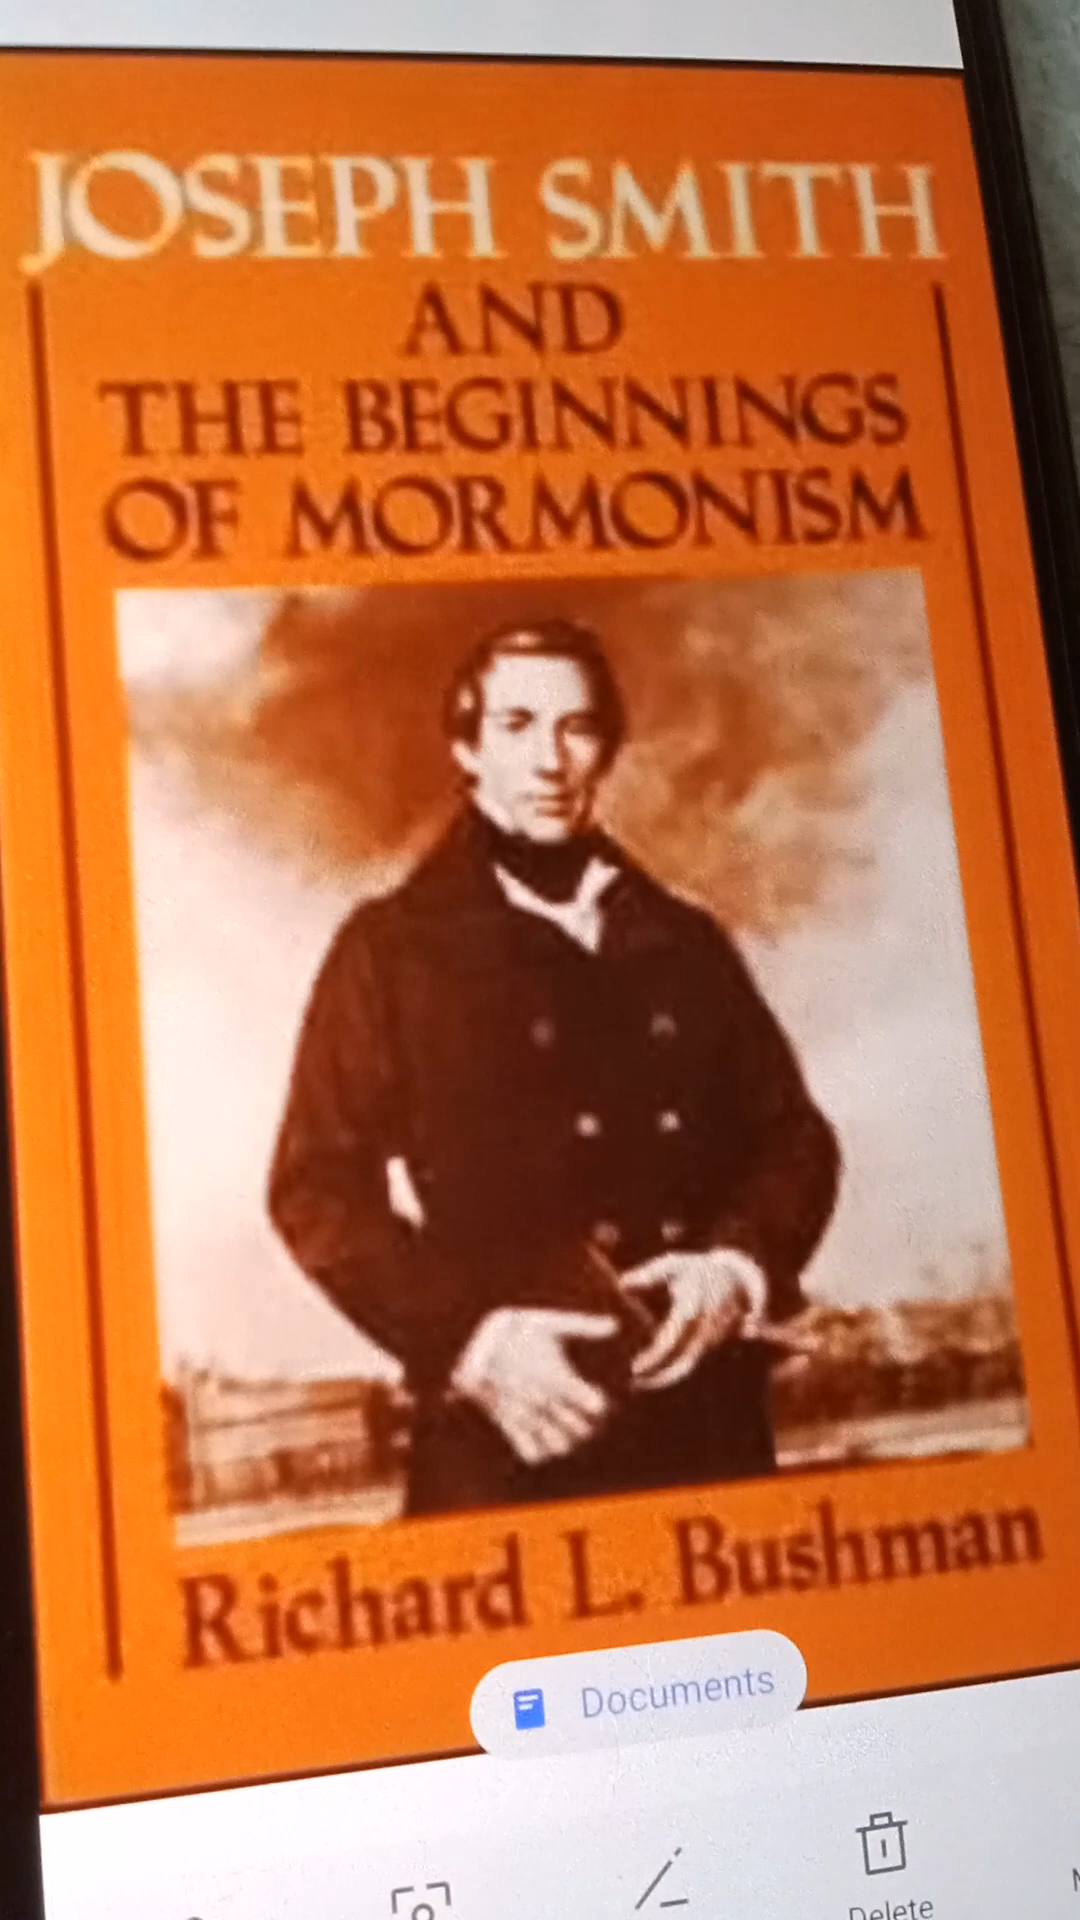 JOSEPH SMITH
AND
THE BEGINNINGS
OF MORMONISM
Richard L. Bushman
Documents
Delete